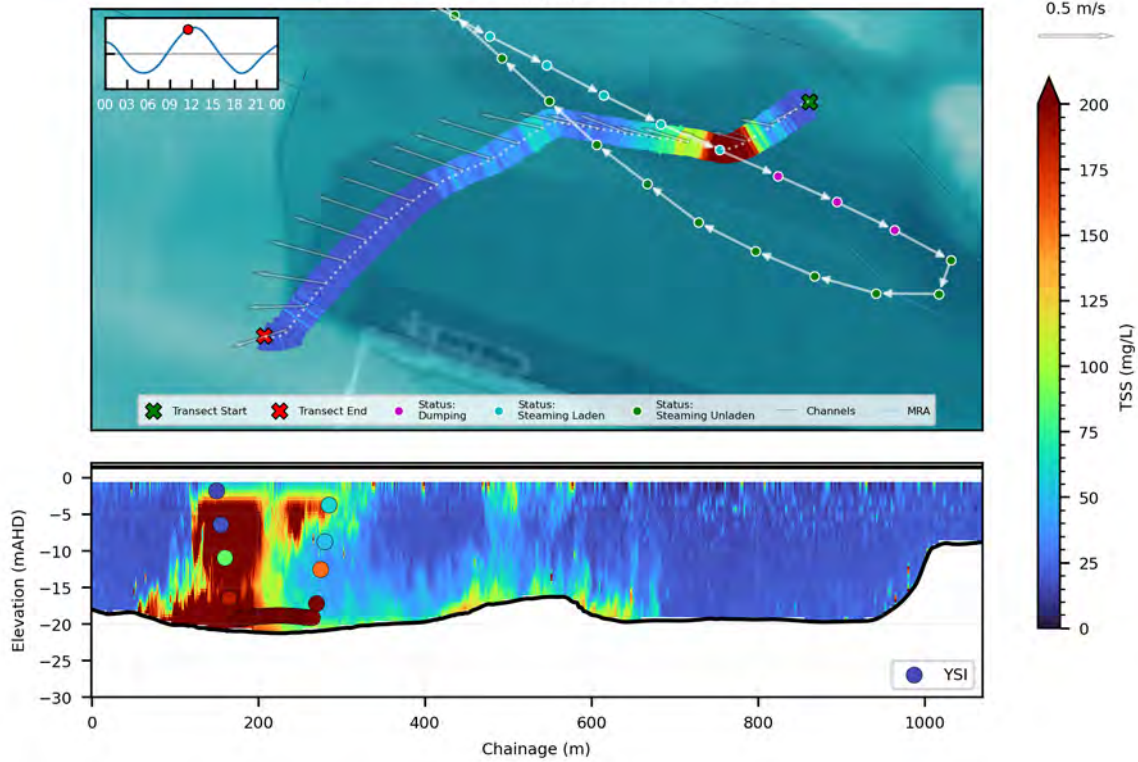 0.5 m/s
00 03 06 09 12 15 18 21 00
Transect Start
Transect End
Status:
Dumping
Status:
Steaming Laden
Status:
Steaming Unladen
Channels
MRA
200
175
150
125
100
75
50
25
0
TSS (mg/L)
0
−5
−10
−15
−20
−25
−30
Elevation (mAHD)
YSI
0 200 400 600 800 1000
Chainage (m)